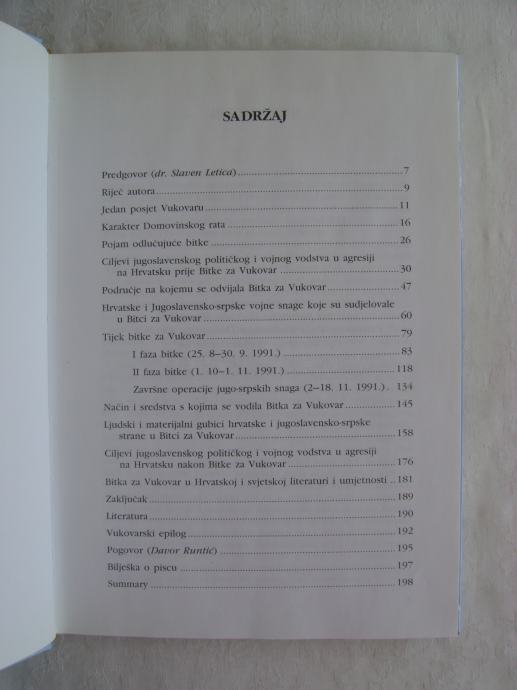 SADRŽAJ
Predgovor (dr. Slaven Letica) ........ 7
Riječ autora ........ 9
Jedan posjet Vukovaru ........ 11
Karakter Domovinskog rata ........ 16
Pojam odlučujuće bitke ........ 26
Ciljevi jugoslavenskog političkog i vojnog vodstva u agresiji
na Hrvatsku prije Bitke za Vukovar ........ 30
Područje na kojemu se odvijala Bitka za Vukovar ........ 47
Hrvatske i Jugoslavensko-srpske vojne snage koje su sudjelovale
u Bitci za Vukovar ........ 60
Tijek bitke za Vukovar ........ 79
I faza bitke (25. 8–30. 9. 1991.) ........ 83
II faza bitke (1. 10–1. 11. 1991.) ........ 118
Završne operacije jugo-srpskih snaga (2–18. 11. 1991.) . 134
Način i sredstva s kojima se vodila Bitka za Vukovar ........ 145
Ljudski i materijalni gubici hrvatske i jugoslavensko-srpske
strane u Bitci za Vukovar ........ 158
Ciljevi jugoslavenskog političkog i vojnog vodstva u agresiji
na Hrvatsku nakon Bitke za Vukovar ........ 176
Bitka za Vukovar u Hrvatskoj i svjetskoj literaturi i umjetnosti .. 181
Zaključak ........ 189
Literatura ........ 190
Vukovarski epilog ........ 192
Pogovor (Davor Runtić) ........ 195
Bilješka o piscu ........ 197
Summary ........ 198